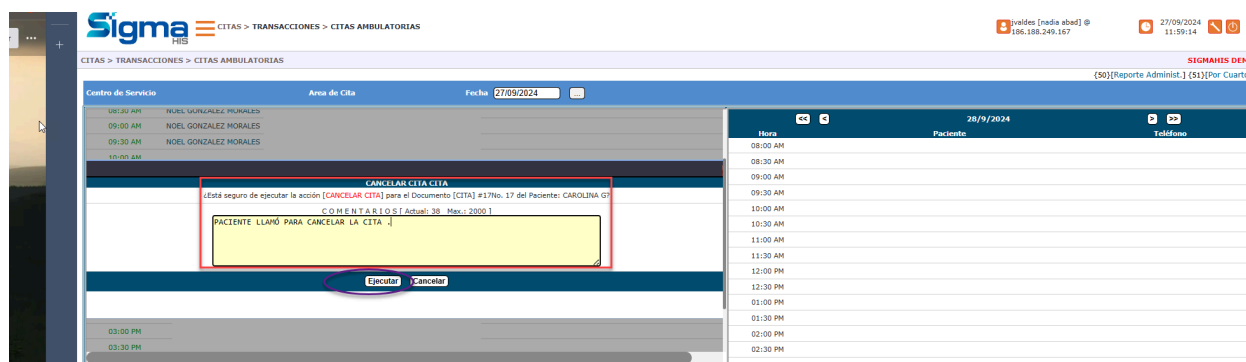 Sigma
HIS
CITAS > TRANSACCIONES > CITAS AMBULATORIAS
jvaldes [nadia abad] @
186.188.249.167
27/09/2024
11:59:14
CITAS > TRANSACCIONES > CITAS AMBULATORIAS
SIGMAHIS DEM
{50}[Reporte Administ.] {51}[Por Cuarto
Centro de Servicio
Area de Cita
Fecha 27/09/2024 ...
08:30 AM NOEL GONZALEZ MORALES
09:00 AM NOEL GONZALEZ MORALES
09:30 AM NOEL GONZALEZ MORALES
10:00 AM
CANCELAR CITA CITA
¿Está seguro de ejecutar la acción [CANCELAR CITA] para el Documento [CITA] #17No. 17 del Paciente: CAROLINA G?
C O M E N T A R I O S [ Actual: 38 Max.: 2000 ]
PACIENTE LLAMÓ PARA CANCELAR LA CITA .
Ejecutar Cancelar
03:00 PM
03:30 PM
<< < 28/9/2024 > >>
Hora Paciente Teléfono
08:00 AM
08:30 AM
09:00 AM
09:30 AM
10:00 AM
10:30 AM
11:00 AM
11:30 AM
12:00 PM
12:30 PM
01:00 PM
01:30 PM
02:00 PM
02:30 PM